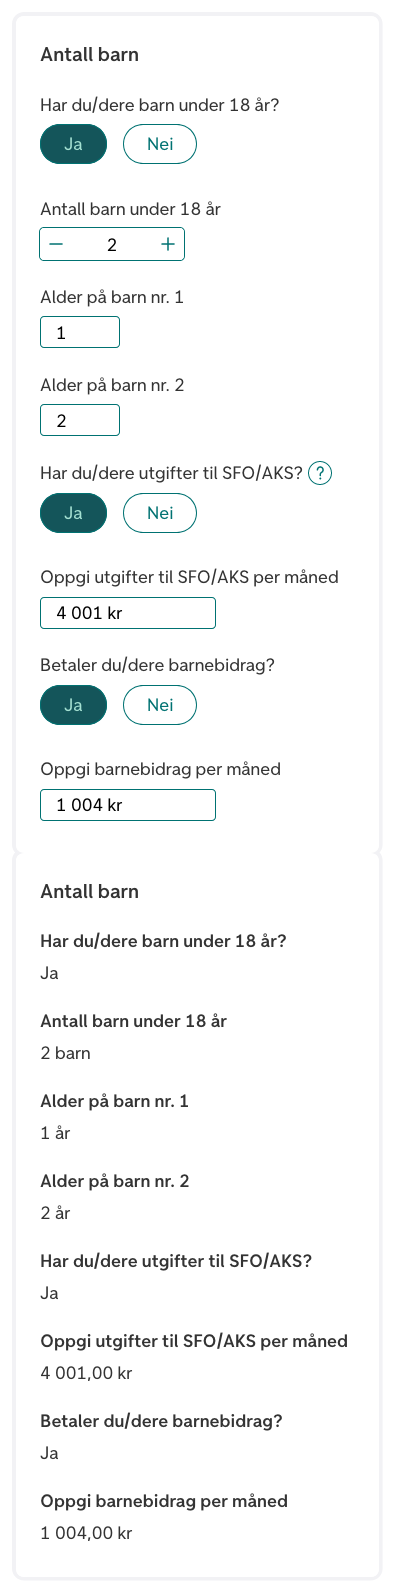 Antall barn
Har du/dere barn under 18 år?
Ja Nei
Antall barn under 18 år
− 2 +
Alder på barn nr. 1
1
Alder på barn nr. 2
2
Har du/dere utgifter til SFO/AKS? ?
Ja Nei
Oppgi utgifter til SFO/AKS per måned
4 001 kr
Betaler du/dere barnebidrag?
Ja Nei
Oppgi barnebidrag per måned
1 004 kr
Antall barn
Har du/dere barn under 18 år?
Ja
Antall barn under 18 år
2 barn
Alder på barn nr. 1
1 år
Alder på barn nr. 2
2 år
Har du/dere utgifter til SFO/AKS?
Ja
Oppgi utgifter til SFO/AKS per måned
4 001,00 kr
Betaler du/dere barnebidrag?
Ja
Oppgi barnebidrag per måned
1 004,00 kr